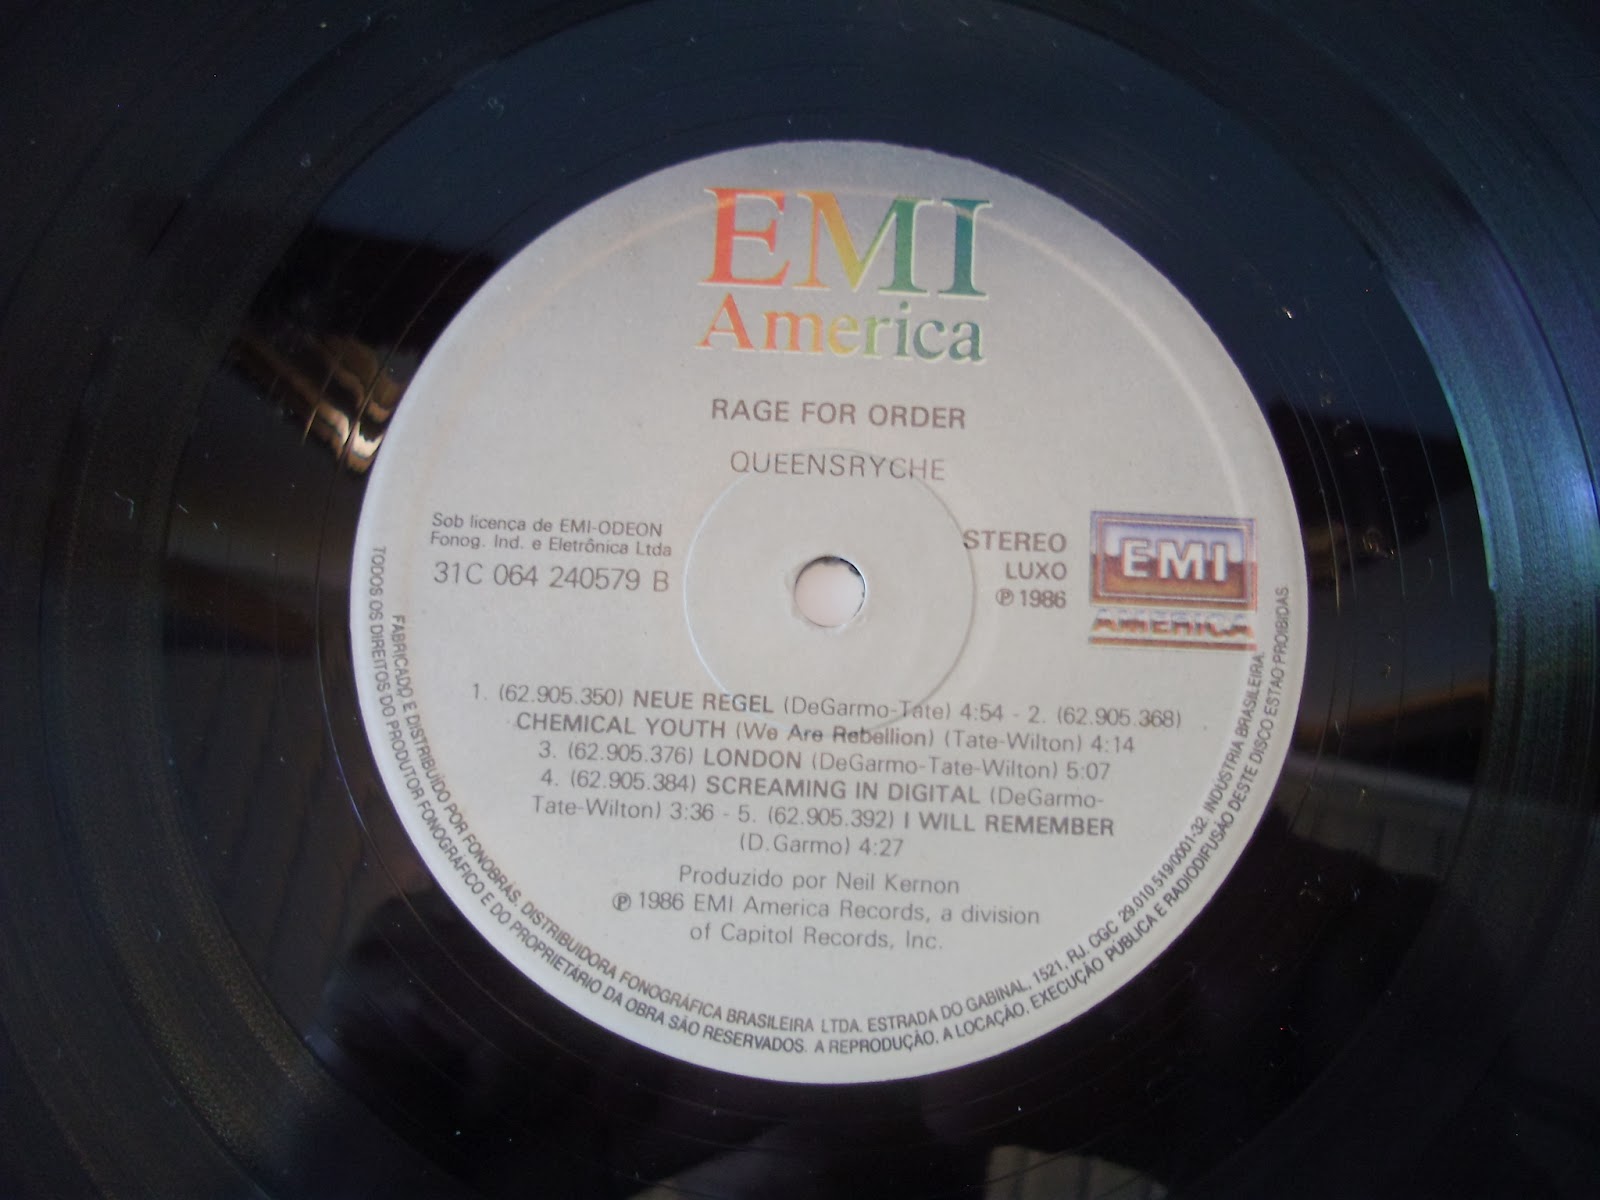 EMI
America
RAGE FOR ORDER
QUEENSRYCHE
Sob licença de EMI-ODEON
Fonog. Ind. e Eletrônica Ltda
31C 064 240579 B
STEREO
LUXO
℗ 1986
EMI
AMERICA
1. (62.905.350) NEUE REGEL (DeGarmo-Tate) 4:54 - 2. (62.905.368)
CHEMICAL YOUTH (We Are Rebellion) (Tate-Wilton) 4:14
3. (62.905.376) LONDON (DeGarmo-Tate-Wilton) 5:07
4. (62.905.384) SCREAMING IN DIGITAL (DeGarmo-
Tate-Wilton) 3:36 - 5. (62.905.392) I WILL REMEMBER
(D.Garmo) 4:27
Produzido por Neil Kernon
℗ 1986 EMI America Records, a division
of Capitol Records, Inc.
FABRICADO E DISTRIBUÍDO POR FONOBRÁS. DISTRIBUIDORA FONOGRÁFICA BRASILEIRA LTDA. ESTRADA DO GABINAL, 1521, RJ. CGC 29.010.519/0001-32. INDUSTRIA BRASILEIRA.
TODOS OS DIREITOS DO PRODUTOR FONOGRÁFICO E DO PROPRIETÁRIO DA OBRA SÃO RESERVADOS. A REPRODUÇÃO, A LOCAÇÃO, EXECUÇÃO PÚBLICA E RADIODIFUSÃO DESTE DISCO ESTÃO PROIBIDAS